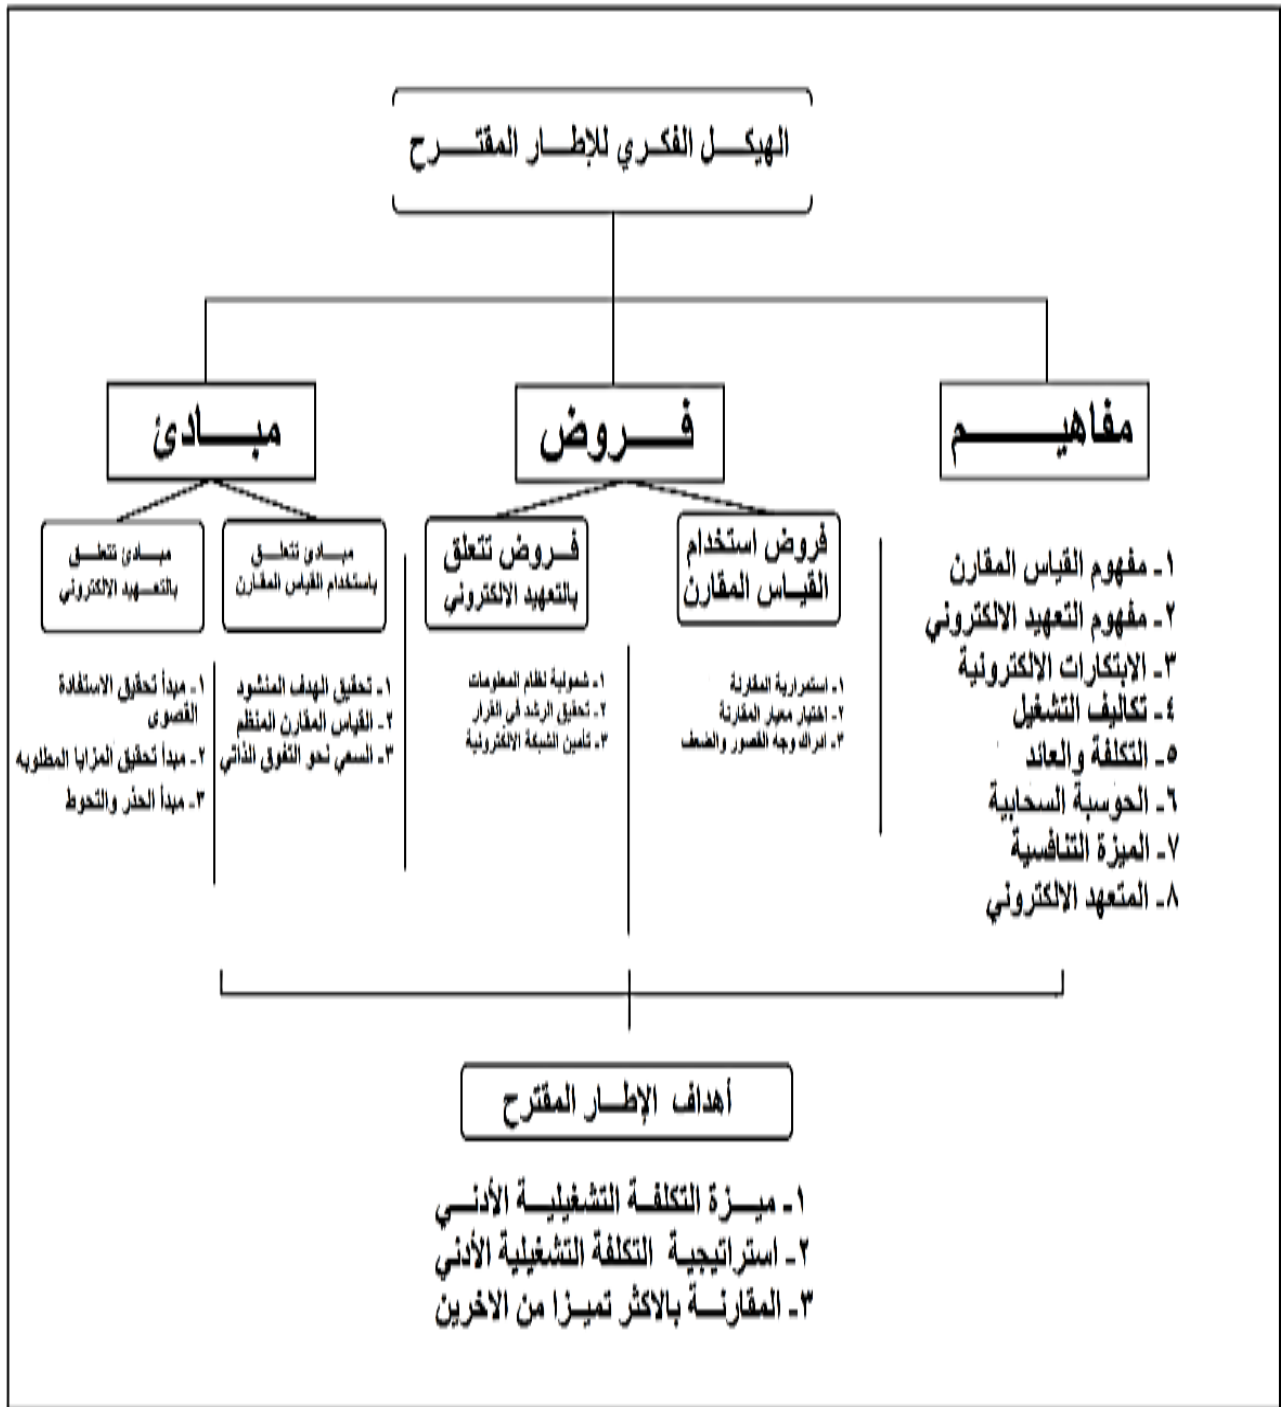 الهيكل الفكري للإطار المقترح
مفاهيم
فروض
مبادئ
فروض استخدام
القياس المقارن
فروض تتعلق
بالتعهيد الالكتروني
مبادئ تتعلق
باستخدام القياس المقارن
مبادئ تتعلق
بالتعهيد الالكتروني
١- مفهوم القياس المقارن
٢- مفهوم التعهيد الالكتروني
٣- الابتكارات الالكترونية
٤- تكاليف التشغيل
٥- التكلفة والعائد
٦- الحوسبة السحابية
٧- الميزة التنافسية
٨- المتعهد الالكتروني
١- استمرارية المقارنة
٢- اختيار معيار المقارنة
٣- ادراك وجه القصور والضعف
١- شمولية نظام المعلومات
٢- تحقيق الرشد في القرار
٣- تأمين الشبكة الالكترونية
١- تحقيق الهدف المنشود
٢- القياس المقارن المنظم
٣- السعي نحو التفوق الذاتي
١- مبدأ تحقيق الاستفادة
القصوى
٢- مبدأ تحقيق المزايا المطلوبه
٣- مبدأ الحذر والتحوط
أهداف الإطار المقترح
١- ميزة التكلفة التشغيلية الأدني
٢- استراتيجية التكلفة التشغيلية الأدني
٣- المقارنة بالاكثر تميزا من الاخرين